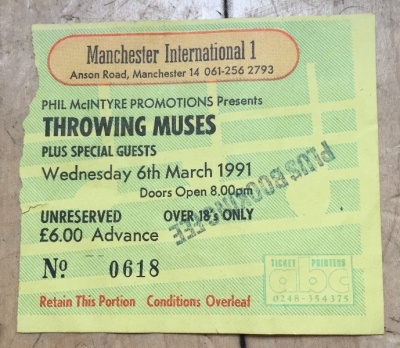 Manchester International 1
Anson Road, Manchester 14 061-256 2793
PHIL McINTYRE PROMOTIONS Presents
THROWING MUSES
PLUS SPECIAL GUESTS
Wednesday 6th March 1991
Doors Open 8.00pm
PLUS BOOKING FEE
UNRESERVED OVER 18's ONLY
£6.00 Advance
No 0618
TICKET PRINTERS
abc
0248-354375
Retain This Portion Conditions Overleaf